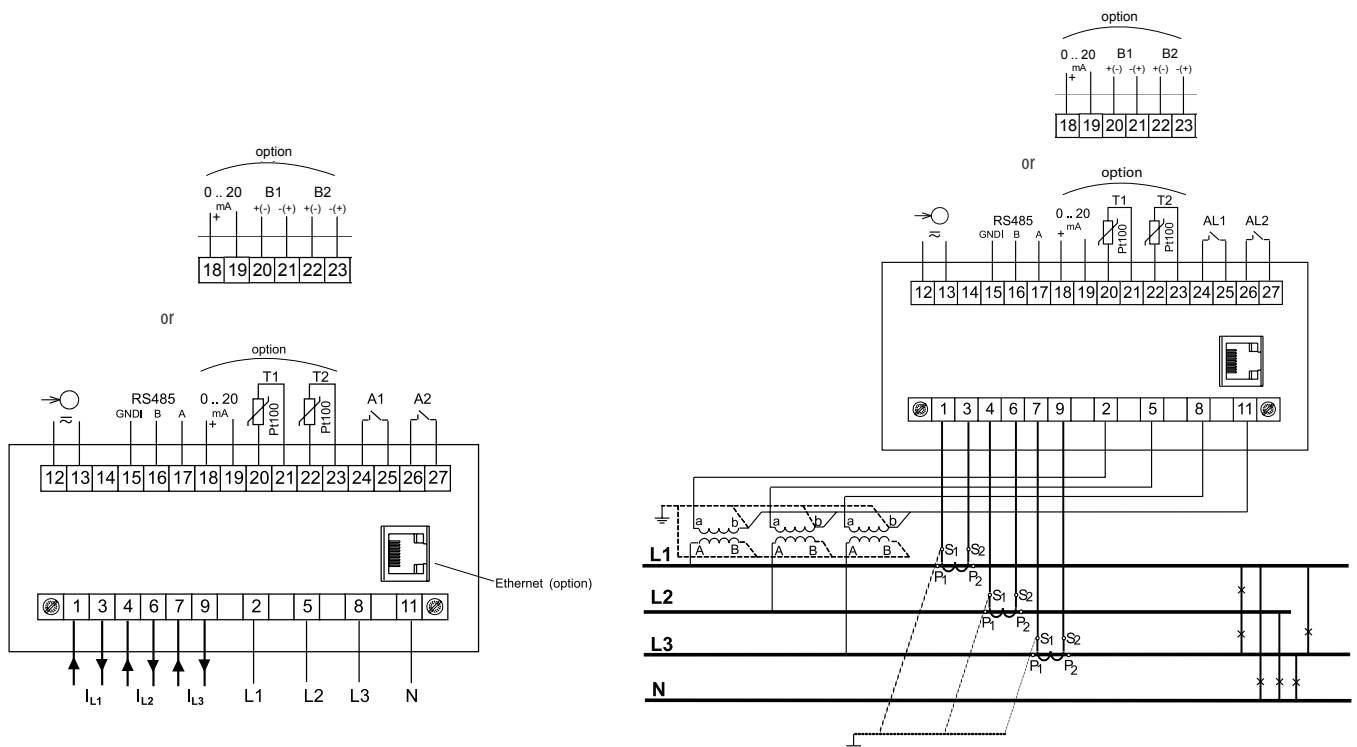 option
0 .. 20 B1 B2
mA
+ +(-) -(+) +(-) -(+)
18 19 20 21 22 23
or
option
T1 T2
RS485 0 .. 20 A1 A2
GNDI B A mA
+ Pt100 Pt100
12 13 14 15 16 17 18 19 20 21 22 23 24 25 26 27
Ethernet (option)
1 3 4 6 7 9 2 5 8 11
IL1 IL2 IL3 L1 L2 L3 N
option
0 .. 20 B1 B2
mA
+ +(-) -(+) +(-) -(+)
18 19 20 21 22 23
or
option
T1 T2
RS485 0 .. 20 AL1 AL2
GNDI B A + mA
Pt100 Pt100
12 13 14 15 16 17 18 19 20 21 22 23 24 25 26 27
1 3 4 6 7 9 2 5 8 11
a b a b a b
A B A B A B
S1 S2
L1
P1 P2
L2 S1 S2
P1 P2
L3 S1 S2
P1 P2
N